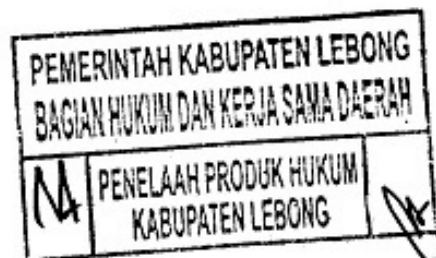 PEMERINTAH KABUPATEN LEBONG
BAGIAN HUKUM DAN KERJA SAMA DAERAH
PENELAAH PRODUK HUKUM
KABUPATEN LEBONG